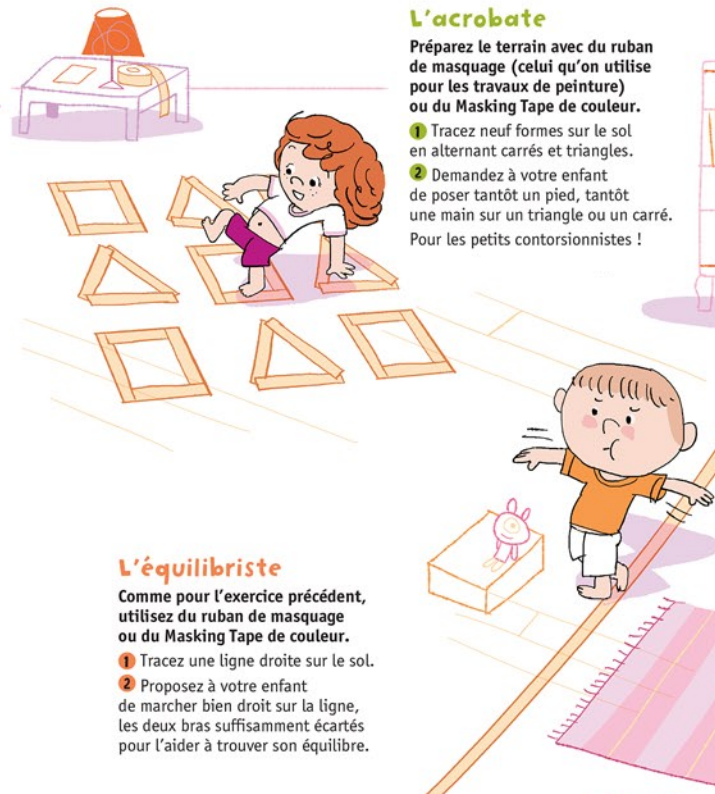 L'acrobate
Préparez le terrain avec du ruban
de masquage (celui qu'on utilise
pour les travaux de peinture)
ou du Masking Tape de couleur.
1 Tracez neuf formes sur le sol
en alternant carrés et triangles.
2 Demandez à votre enfant
de poser tantôt un pied, tantôt
une main sur un triangle ou un carré.
Pour les petits contorsionnistes !
L'équilibriste
Comme pour l'exercice précédent,
utilisez du ruban de masquage
ou du Masking Tape de couleur.
1 Tracez une ligne droite sur le sol.
2 Proposez à votre enfant
de marcher bien droit sur la ligne,
les deux bras suffisamment écartés
pour l'aider à trouver son équilibre.